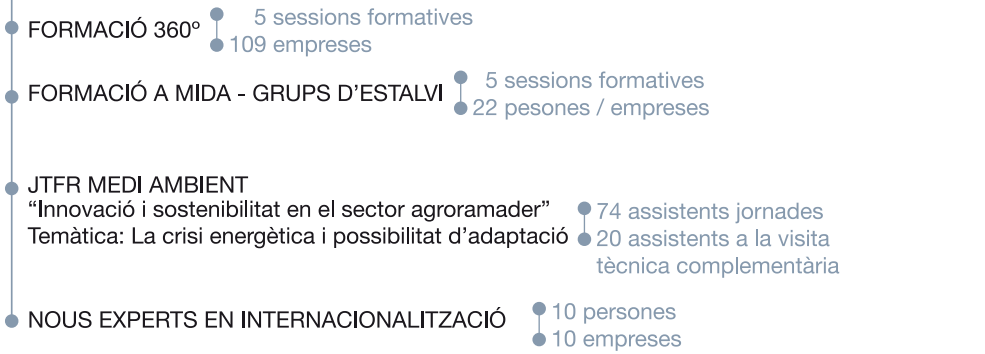 FORMACIÓ 360º
5 sessions formatives
109 empreses
FORMACIÓ A MIDA - GRUPS D’ESTALVI
5 sessions formatives
22 pesones / empreses
JTFR MEDI AMBIENT
“Innovació i sostenibilitat en el sector agroramader”
Temàtica: La crisi energètica i possibilitat d’adaptació
74 assistents jornades
20 assistents a la visita
tècnica complementària
NOUS EXPERTS EN INTERNACIONALITZACIÓ
10 persones
10 empreses